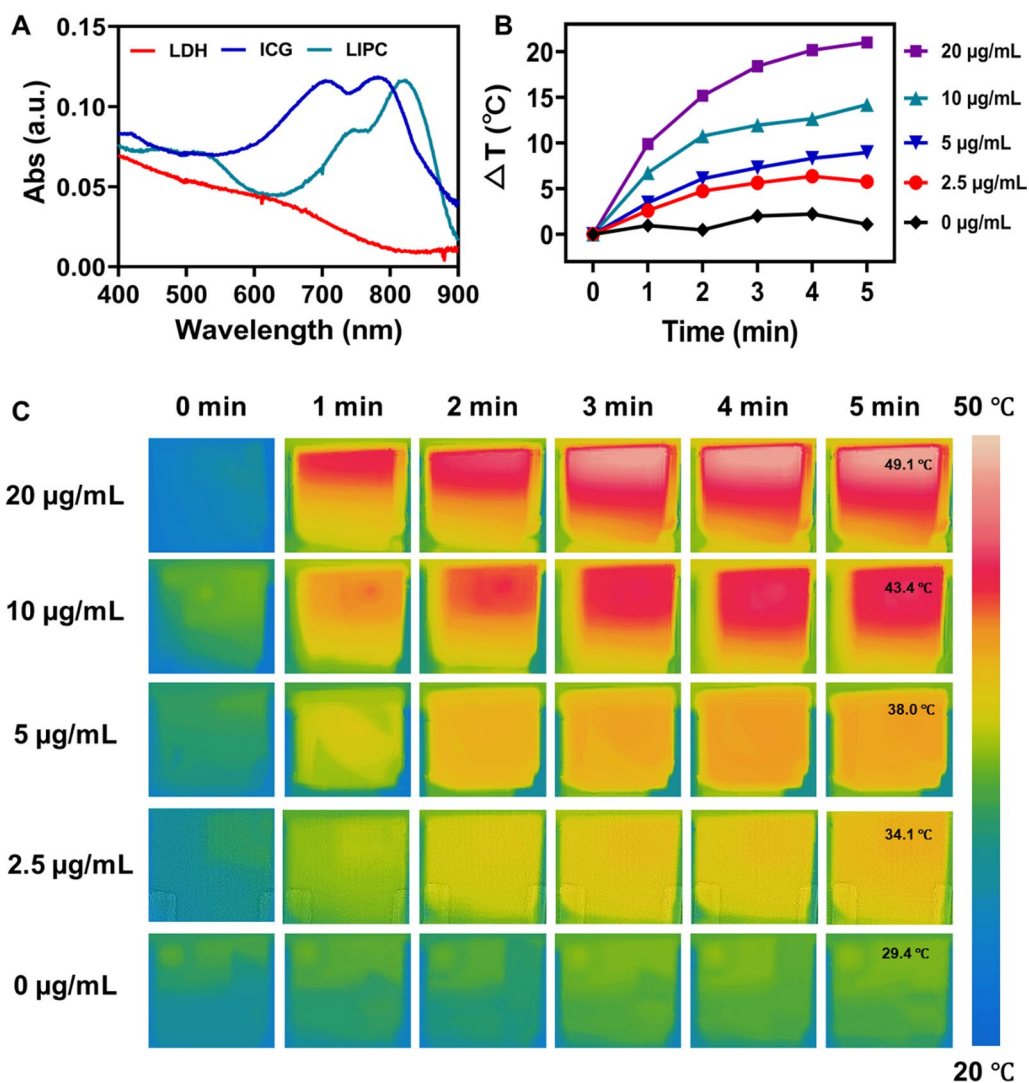 A
0.15
0.10
0.05
0.00
Abs (a.u.)
LDH ICG LIPC
400 500 600 700 800 900
Wavelength (nm)
B
20
15
10
5
0
△T (℃)
0 1 2 3 4 5
Time (min)
20 μg/mL
10 μg/mL
5 μg/mL
2.5 μg/mL
0 μg/mL
C
0 min 1 min 2 min 3 min 4 min 5 min 50 ℃
20 μg/mL
49.1 ℃
10 μg/mL
43.4 ℃
5 μg/mL
38.0 ℃
2.5 μg/mL
34.1 ℃
0 μg/mL
29.4 ℃
20 ℃